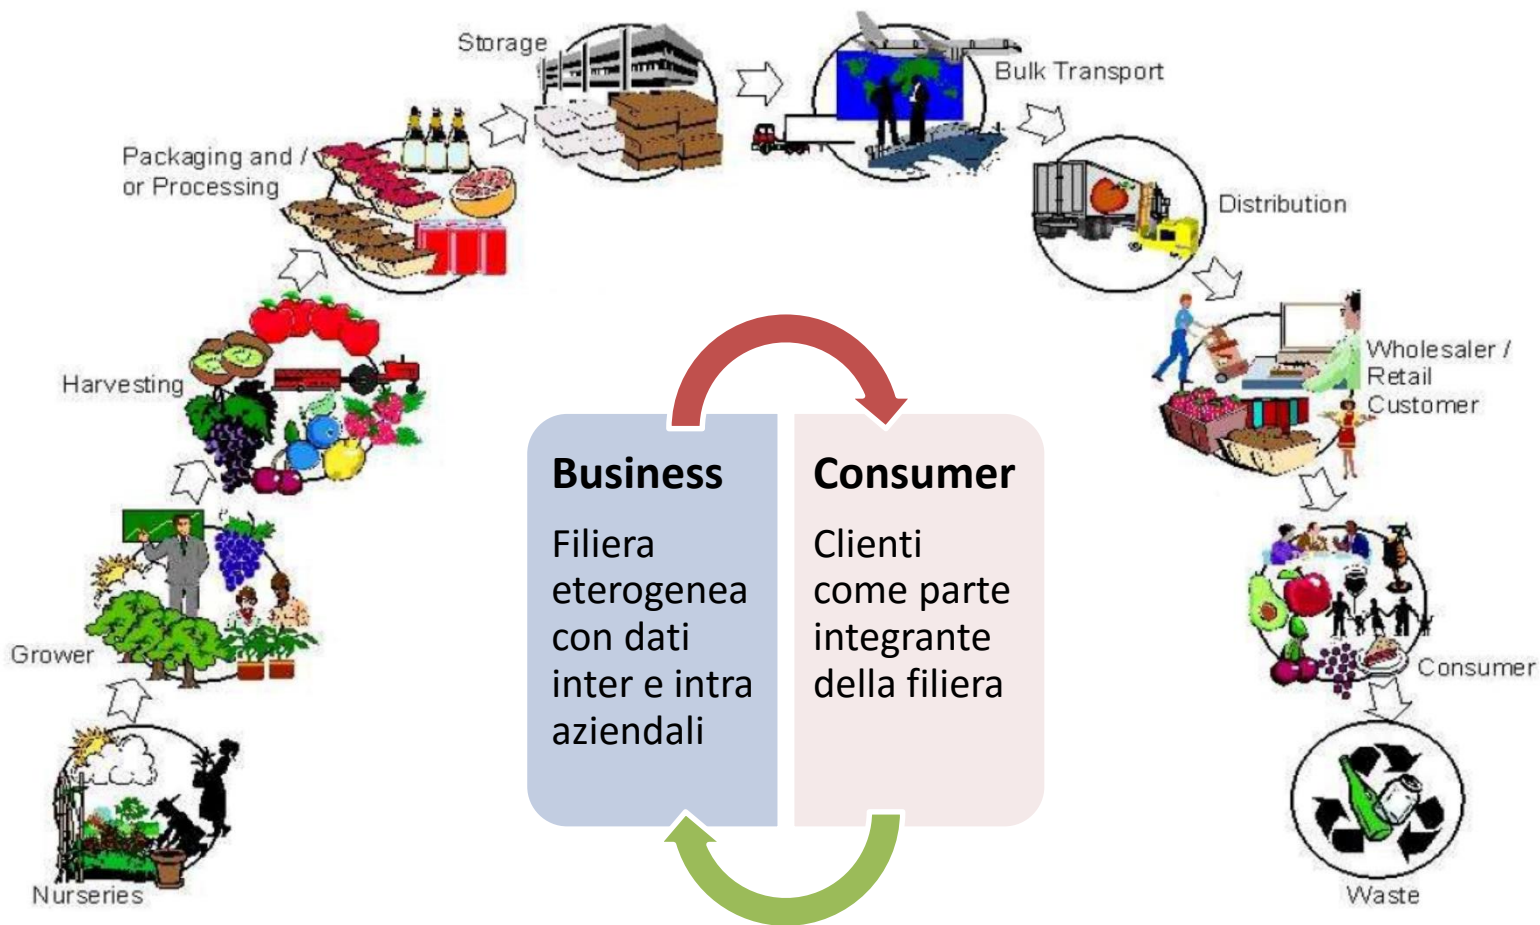 Storage
Bulk Transport
Packaging and /
or Processing
Distribution
Harvesting
Wholesaler /
Retail
Customer
Grower
Consumer
Nurseries
Waste
Business
Filiera
eterogenea
con dati
inter e intra
aziendali
Consumer
Clienti
come parte
integrante
della filiera